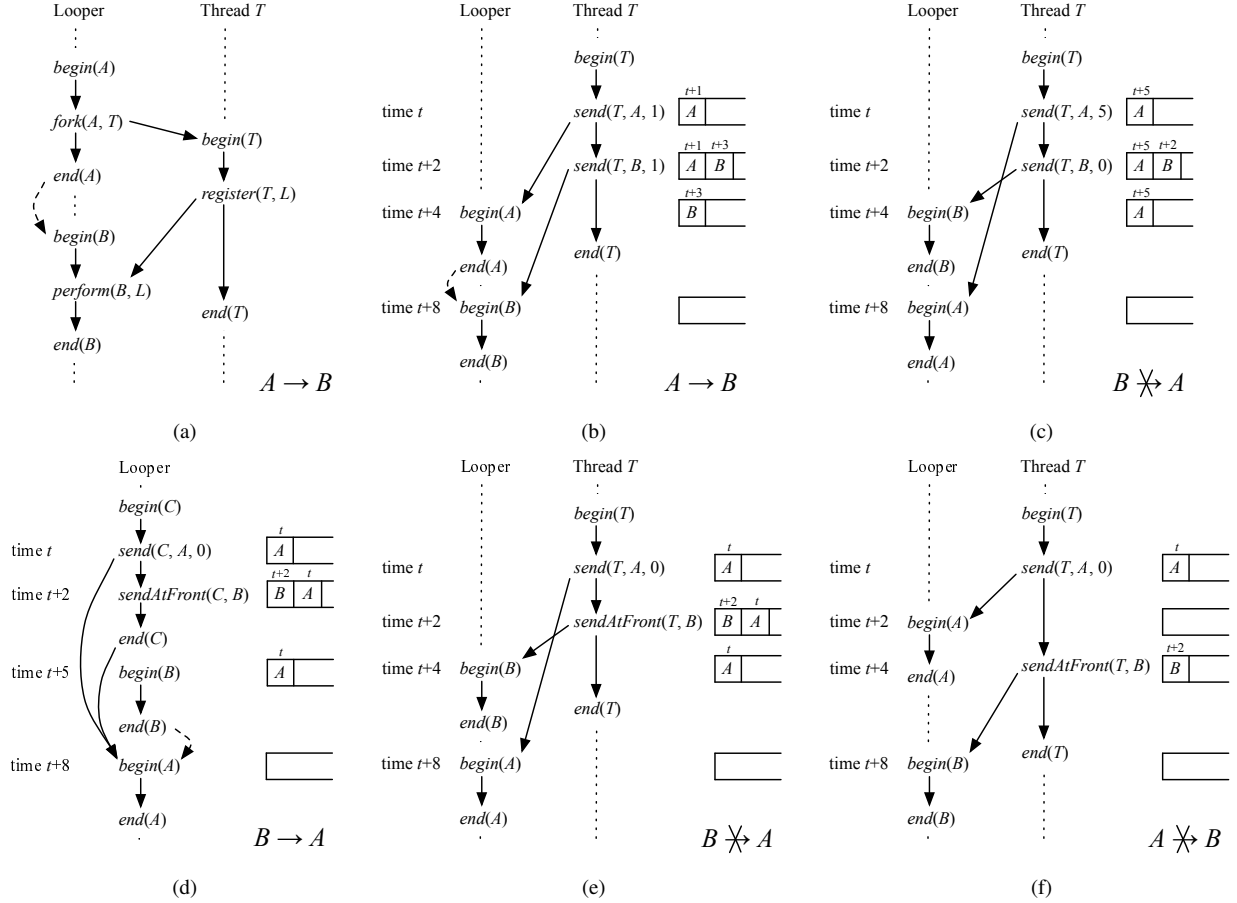 Looper Thread T
begin(A)
fork(A, T)
begin(T)
end(A)
register(T, L)
begin(B)
perform(B, L)
end(T)
end(B)
A → B
(a)
Looper Thread T
begin(T)
t+1
time t send(T, A, 1) A
t+1 t+3
time t+2 send(T, B, 1) A B
t+3
time t+4 begin(A) B
end(T)
end(A)
time t+8 begin(B)
end(B)
A → B
(b)
Looper Thread T
begin(T)
t+5
time t send(T, A, 5) A
t+5 t+2
time t+2 send(T, B, 0) A B
t+5
time t+4 begin(B) A
end(T)
end(B)
time t+8 begin(A)
end(A)
B ↛ A
(c)
Looper
begin(C)
t
time t send(C, A, 0) A
t+2 t
time t+2 sendAtFront(C, B) B A
end(C)
t
time t+5 begin(B) A
end(B)
time t+8 begin(A)
end(A)
B → A
(d)
Looper Thread T
begin(T)
t
time t send(T, A, 0) A
t+2 t
time t+2 sendAtFront(T, B) B A
t
time t+4 begin(B) A
end(T)
end(B)
time t+8 begin(A)
end(A)
B ↛ A
(e)
Looper Thread T
begin(T)
t
time t send(T, A, 0) A
time t+2 begin(A)
t+2
time t+4 end(A) sendAtFront(T, B) B
end(T)
time t+8 begin(B)
end(B)
A ↛ B
(f)